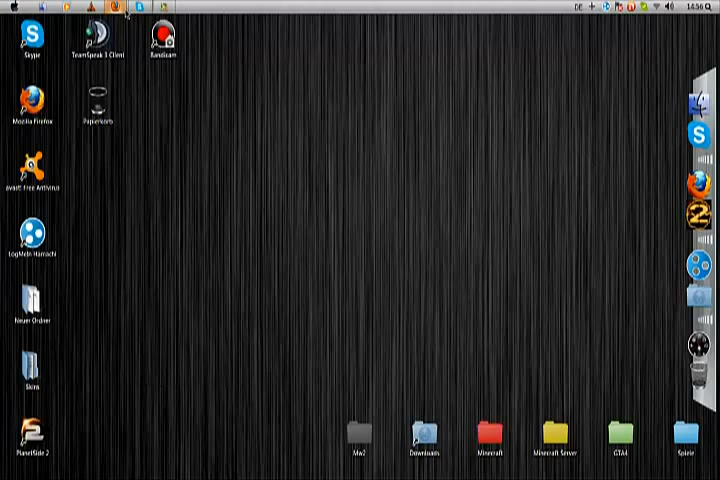 DE
14:56
Skype
TeamSpeak 3 Client
Bandicam
Mozilla Firefox
Papierkorb
avast! Free Antivirus
LogMeIn Hamachi
Neuer Ordner
Skins
PlanetSide 2
Mw2
Downloads
Minecraft
Minecraft Server
GTA4
Spiele